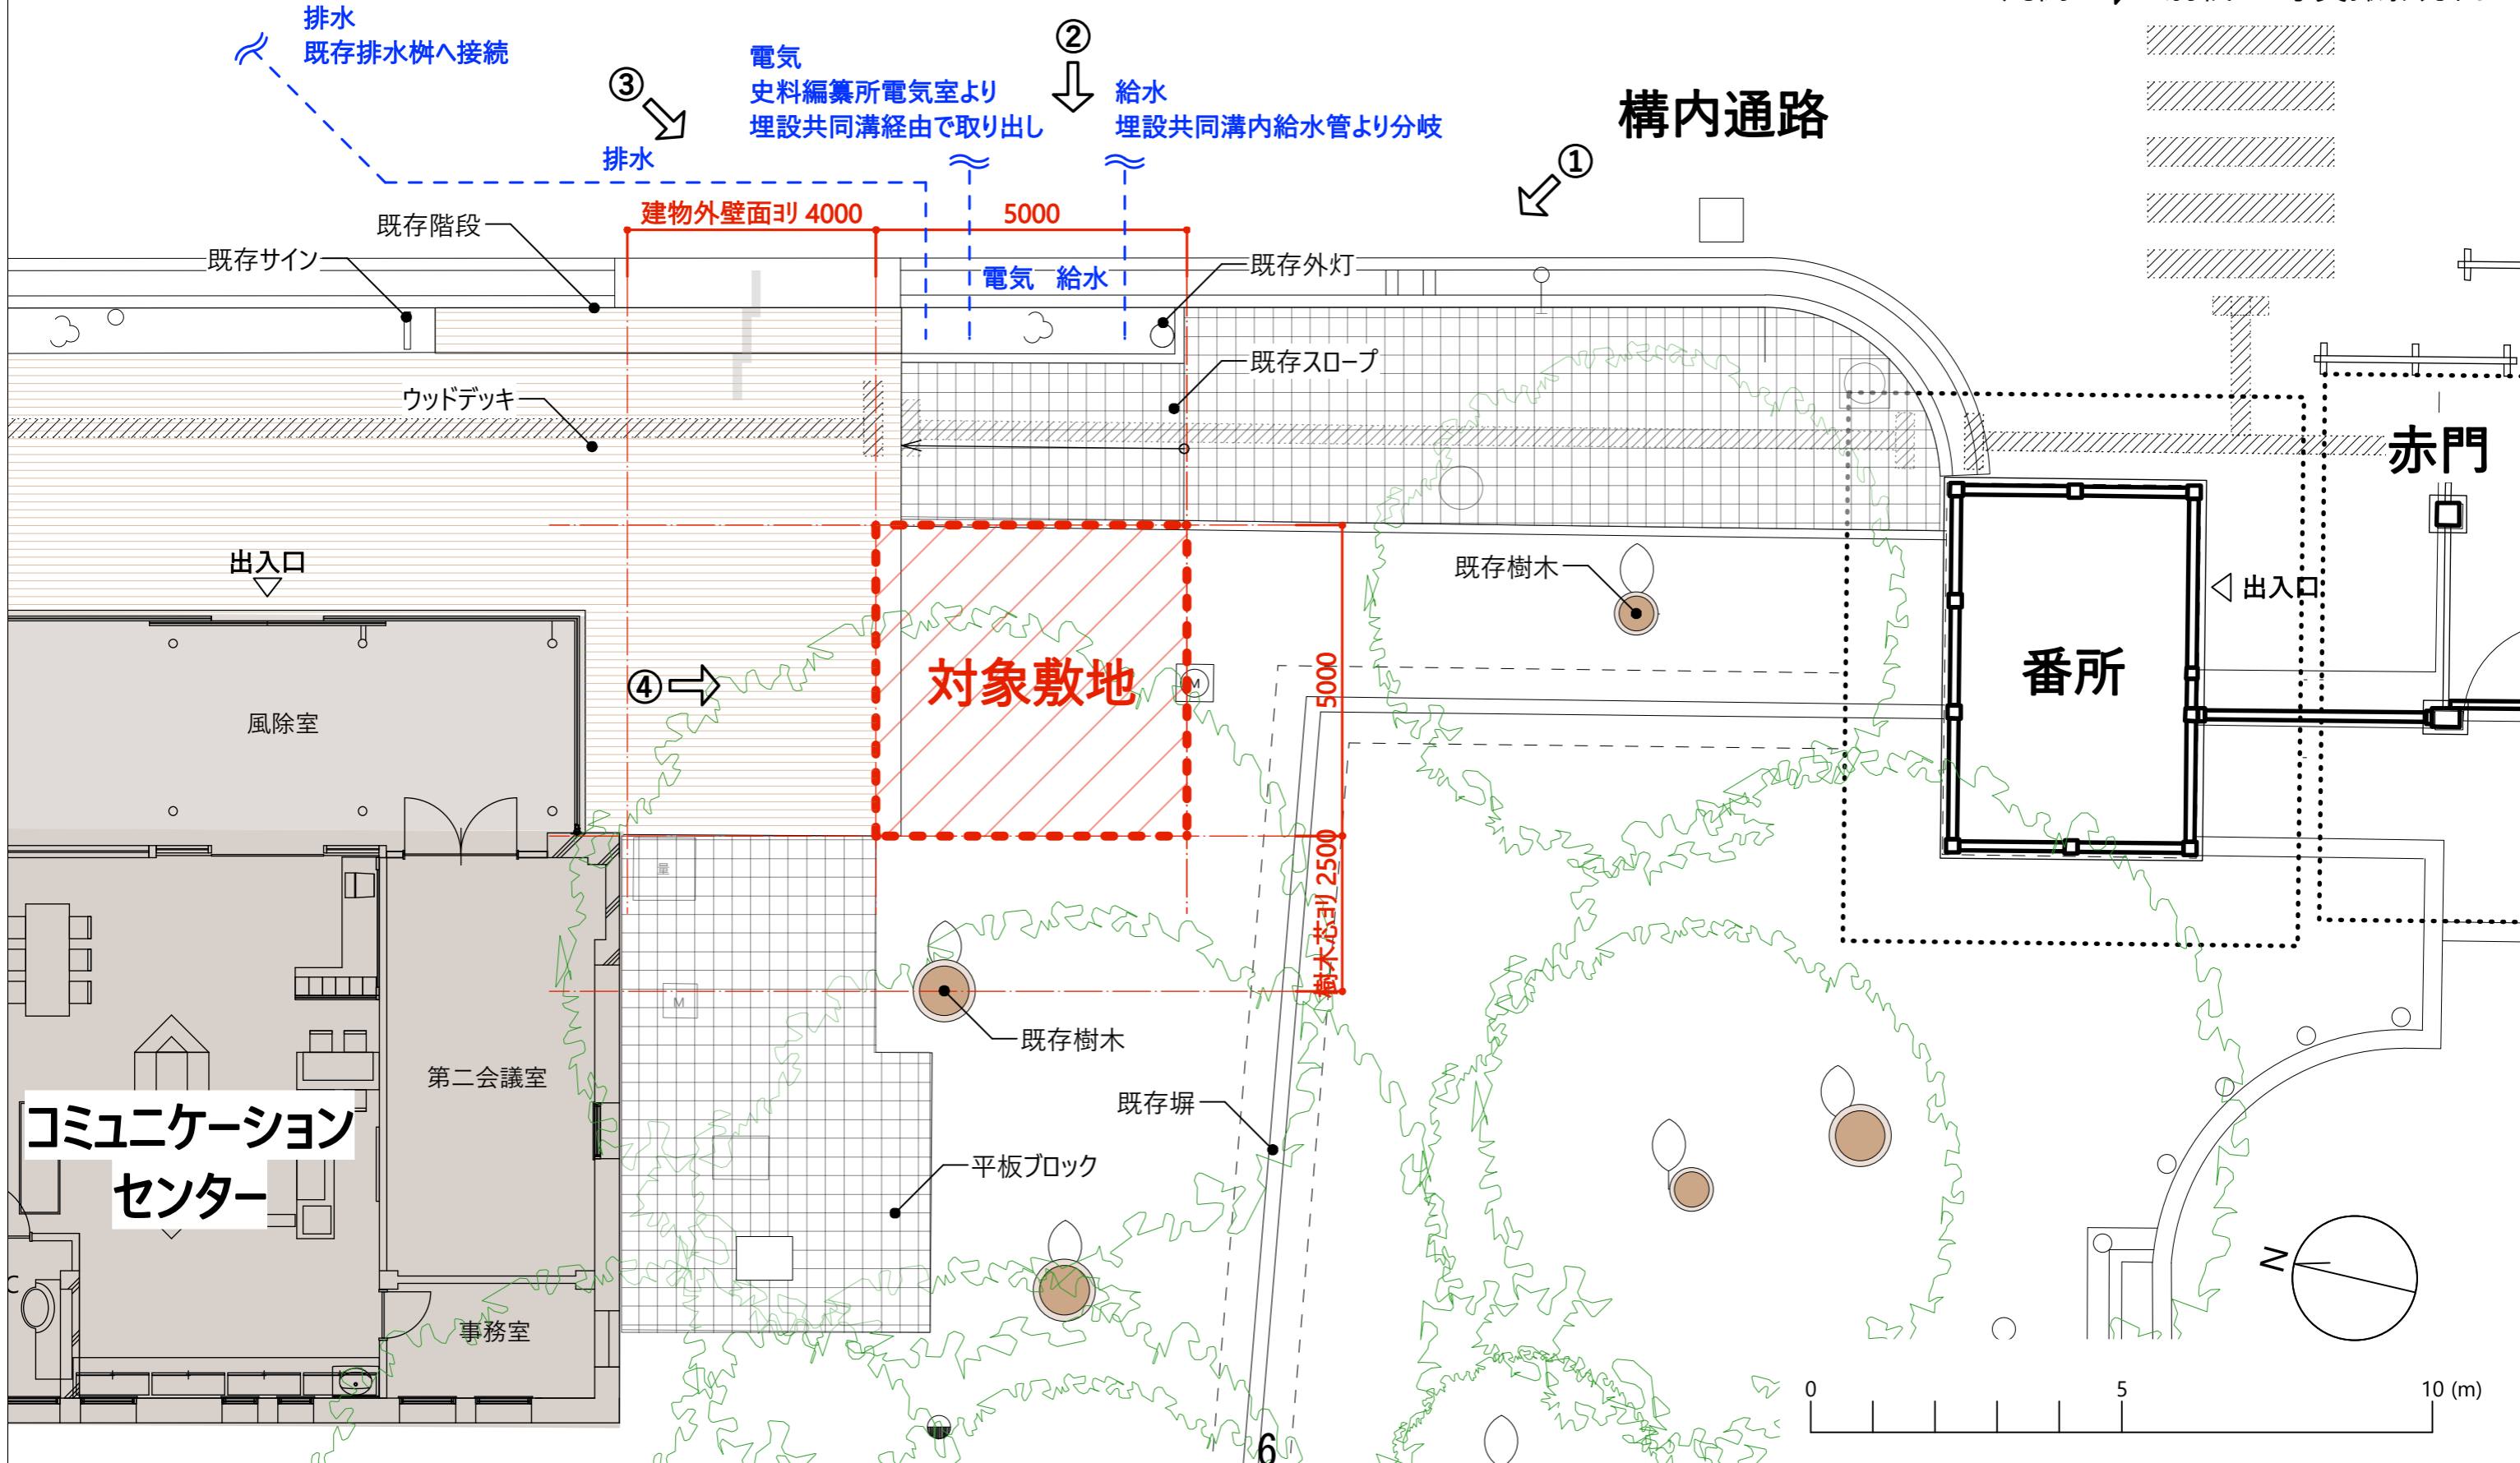 排水
既存排水桝へ接続
③
電気
史料編纂所電気室より
埋設共同溝経由で取り出し
②
給水
埋設共同溝内給水管より分岐
構内通路
①
排水
建物外壁面ヨリ 4000
5000
既存階段
既存サイン
電気
給水
既存外灯
既存スロープ
ウッドデッキ
赤門
出入口
既存樹木
出入口
番所
④
対象敷地
M
5000
風除室
樹木芯ヨリ 2500
量
M
既存樹木
第二会議室
既存塀
コミュニケーション
センター
平板ブロック
C
事務室
N
0
5
10 (m)
6